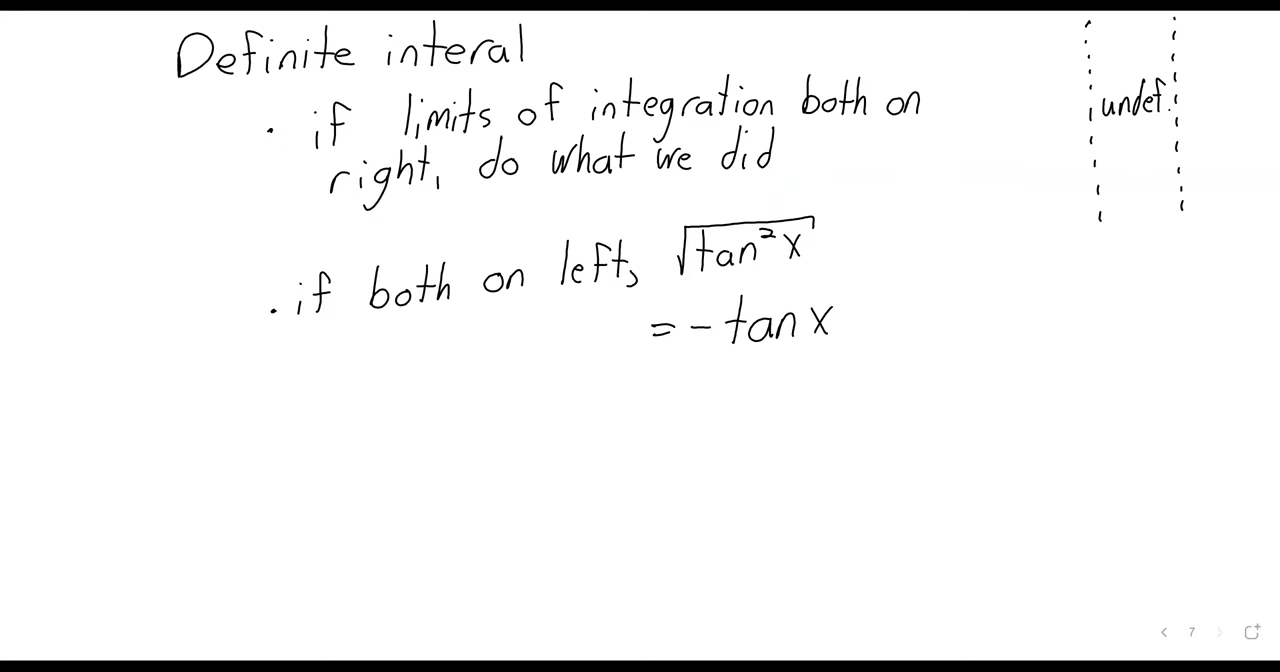 Definite interal
· if limits of integration both on
right, do what we did
undef.
· if both on left, √tan²x
= - tan x
7